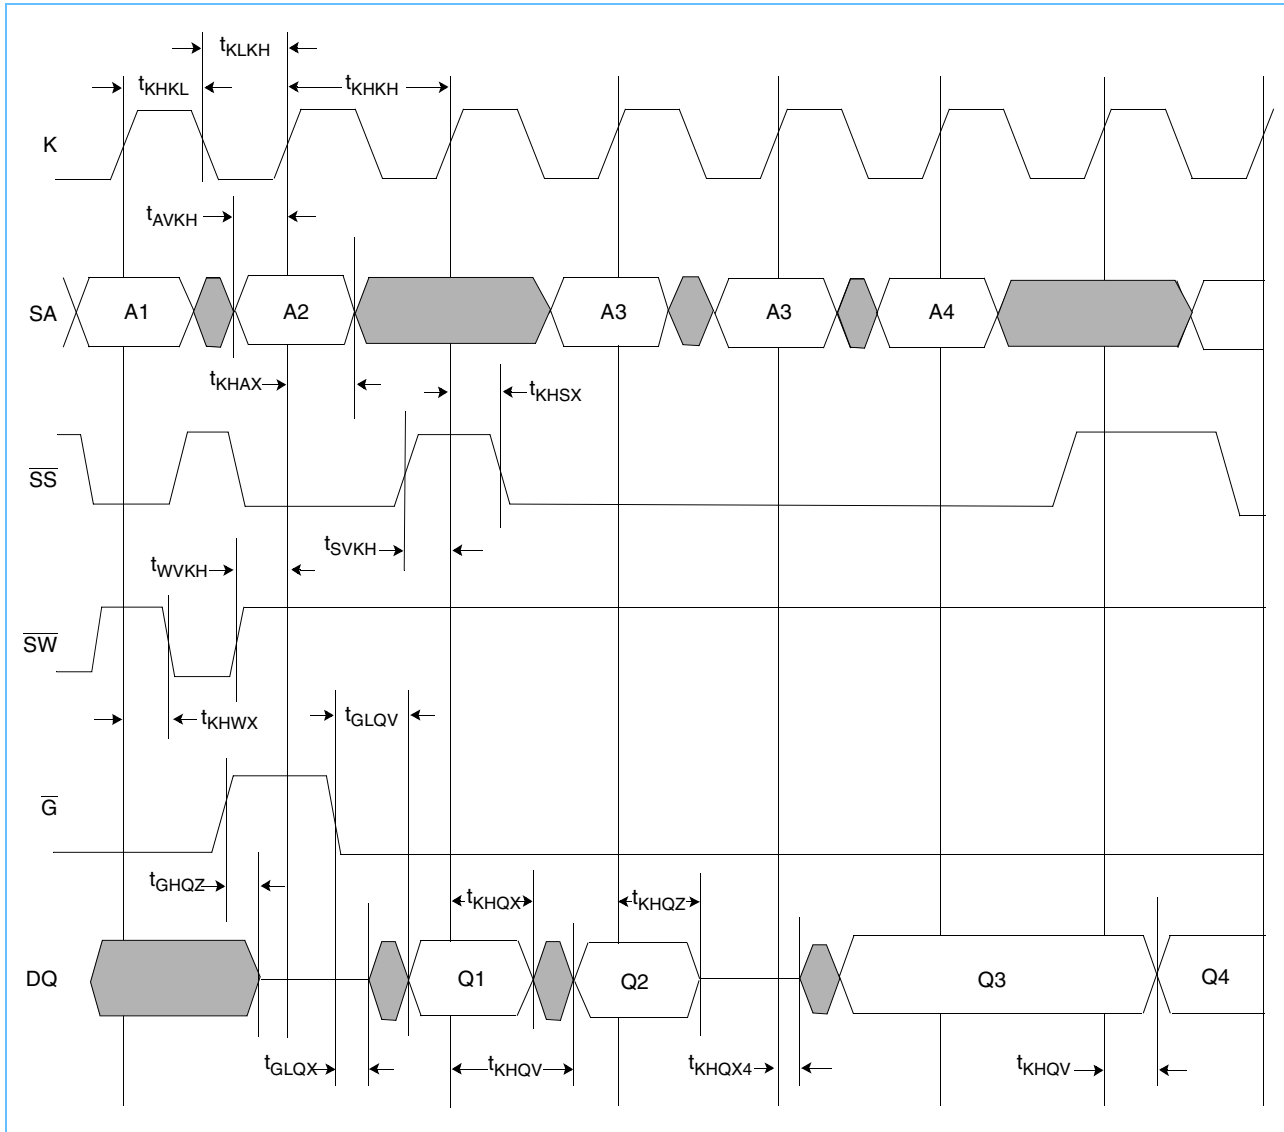 tKLKH
tKHKL
tKHKH
K
tAVKH
SA
A1
A2
A3
A3
A4
tKHAX
tKHSX
SS
tSVKH
tWVKH
SW
tKHWX
tGLQV
G
tGHQZ
tKHQX
tKHQZ
DQ
Q1
Q2
Q3
Q4
tGLQX
tKHQV
tKHQX4
tKHQV